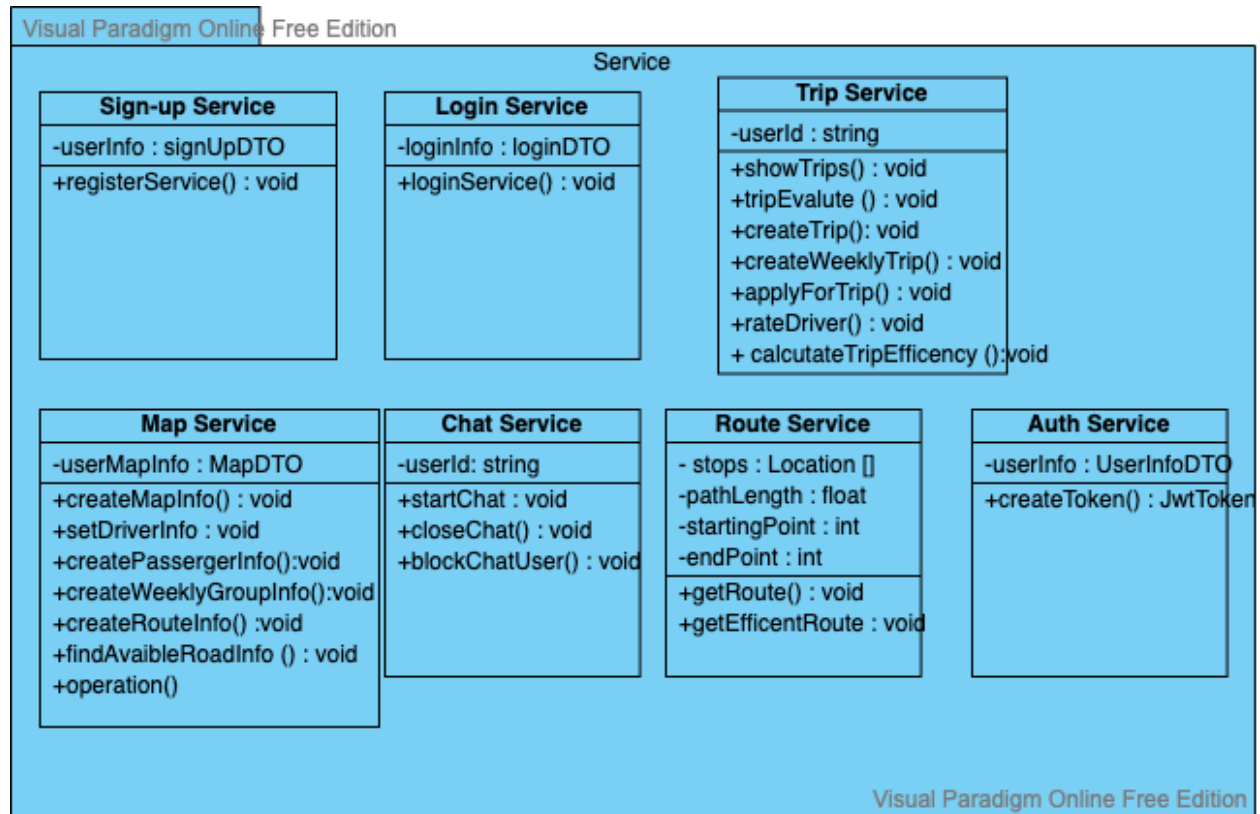 Visual Paradigm Online Free Edition
Service
Sign-up Service
-userInfo : signUpDTO
+registerService() : void
Login Service
-loginInfo : loginDTO
+loginService() : void
Trip Service
-userId : string
+showTrips() : void
+tripEvalute () : void
+createTrip(): void
+createWeeklyTrip() : void
+applyForTrip() : void
+rateDriver() : void
+ calcutateTripEfficency ():void
Map Service
-userMapInfo : MapDTO
+createMapInfo() : void
+setDriverInfo : void
+createPassergerInfo():void
+createWeeklyGroupInfo():void
+createRouteInfo() :void
+findAvaibleRoadInfo () : void
+operation()
Chat Service
-userId: string
+startChat : void
+closeChat() : void
+blockChatUser() : void
Route Service
- stops : Location []
-pathLength : float
-startingPoint : int
-endPoint : int
+getRoute() : void
+getEfficentRoute : void
Auth Service
-userInfo : UserInfoDTO
+createToken() : JwtToken
Visual Paradigm Online Free Edition